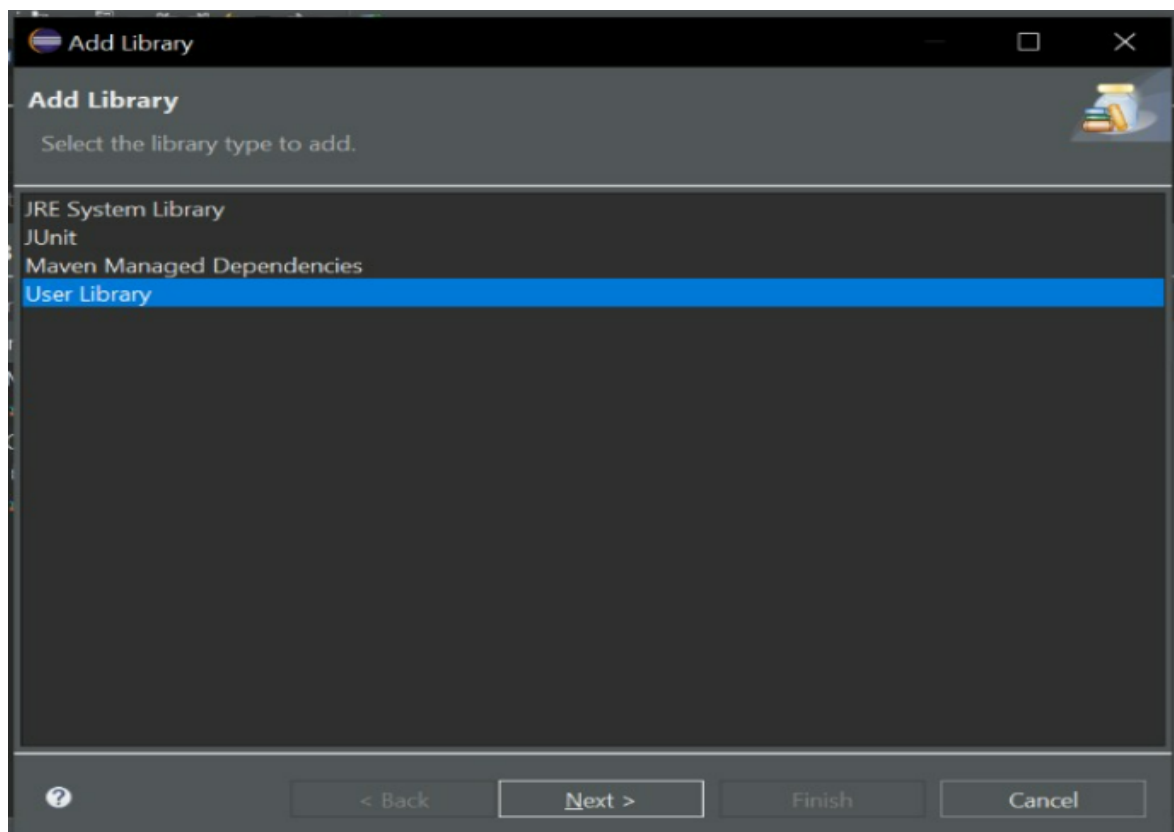 Add Library
Add Library
Select the library type to add.
JRE System Library
JUnit
Maven Managed Dependencies
User Library
< Back
Next >
Finish
Cancel